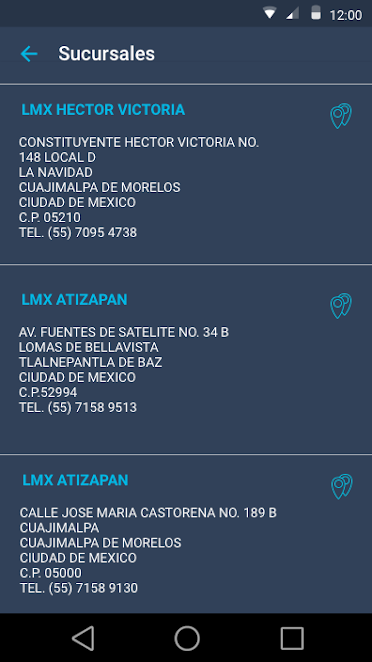 12:00
Sucursales
LMX HECTOR VICTORIA
CONSTITUYENTE HECTOR VICTORIA NO.
148 LOCAL D
LA NAVIDAD
CUAJIMALPA DE MORELOS
CIUDAD DE MEXICO
C.P. 05210
TEL. (55) 7095 4738
LMX ATIZAPAN
AV. FUENTES DE SATELITE NO. 34 B
LOMAS DE BELLAVISTA
TLALNEPANTLA DE BAZ
CIUDAD DE MEXICO
C.P.52994
TEL. (55) 7158 9513
LMX ATIZAPAN
CALLE JOSE MARIA CASTORENA NO. 189 B
CUAJIMALPA
CUAJIMALPA DE MORELOS
CIUDAD DE MEXICO
C.P. 05000
TEL. (55) 7158 9130